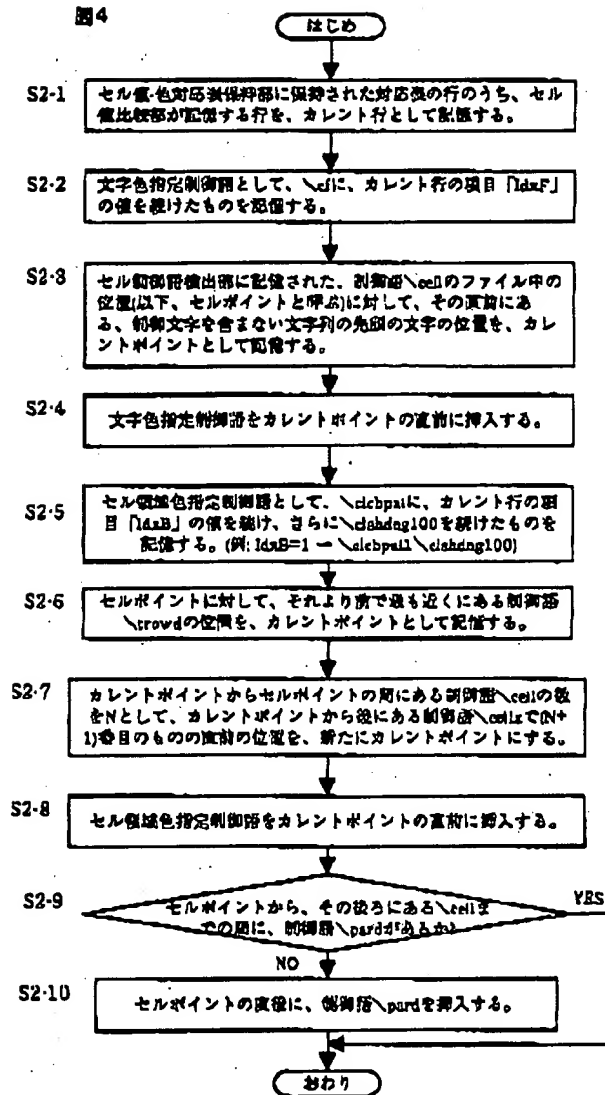 図4
はじめ
S2-1
セル値・色対応表保持部に保持された対応表の行のうち、セル
値比較部が記憶する行を、カレント行として記憶する。
S2-2
文字色指定制御語として、\cfに、カレント行の項目「IdxF」
の値を続けたものを記憶する。
S2-3
セル制御語検出部に記憶された、制御語\cellのファイル中の
位置(以下、セルポイントと呼ぶ)に対して、その直前にあ
る、制御文字を含まない文字列の先頭の文字の位置を、カレ
ントポイントとして記憶する。
S2-4
文字色指定制御語をカレントポイントの直前に挿入する。
S2-5
セル領域色指定制御語として、\clcbpatに、カレント行の項
目「IdxB」の値を続け、さらに\clshdng100を続けたものを
記憶する。(例: IdxB=1 → \clcbpat1\clshdng100)
S2-6
セルポイントに対して、それより前で最も近くにある制御語
\trowdの位置を、カレントポイントとして記憶する。
S2-7
カレントポイントからセルポイントの間にある制御語\cellの数
をNとして、カレントポイントから後にある制御語\cellxで(N+
1)番目のものの直前の位置を、新たにカレントポイントにする。
S2-8
セル領域色指定制御語をカレントポイントの直前に挿入する。
S2-9
セルポイントから、その後ろにある\cellま
での間に、制御語\pardがあるか?
YES
NO
S2-10
セルポイントの直後に、制御語\pardを挿入する。
おわり